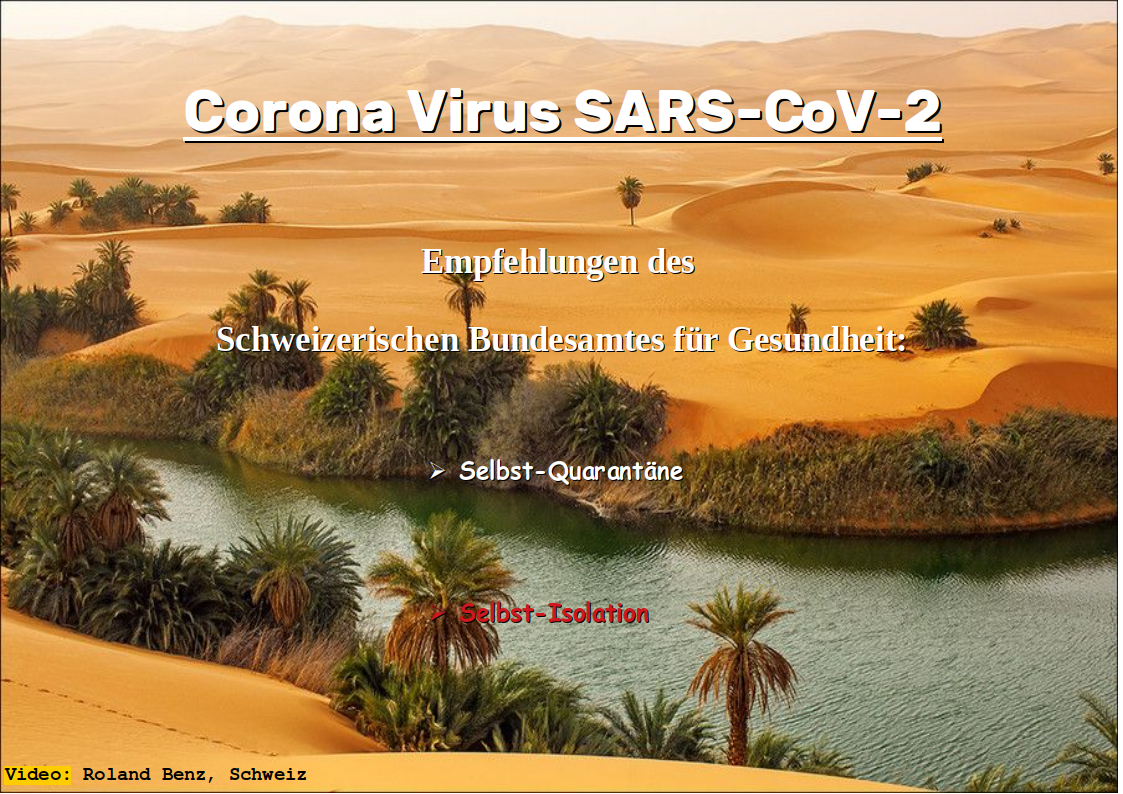 Corona Virus SARS-CoV-2
Empfehlungen des
Schweizerischen Bundesamtes für Gesundheit:
➢ Selbst-Quarantäne
➢ Selbst-Isolation
Video: Roland Benz, Schweiz